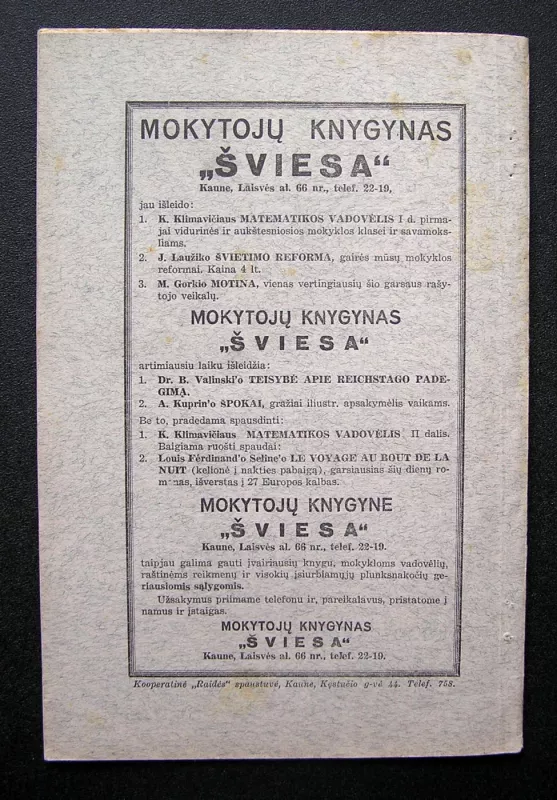 MOKYTOJŲ KNYGYNAS
„ŠVIESA“
Kaune, Laisvės al. 66 nr., telef. 22-19,
jau išleido:
1. K. Klimavičiaus MATEMATIKOS VADOVĖLIS I d. pirma-
jai vidurinės ir aukštesniosios mokyklos klasei ir savamoks-
liams.
2. J. Laužiko ŠVIETIMO REFORMA, gairės mūsų mokyklos
reformai. Kaina 4 lt.
3. M. Gorkio MOTINA, vienas vertingiausių šio garsaus rašy-
tojo veikalų.
MOKYTOJŲ KNYGYNAS
„ŠVIESA“
artimiausiu laiku išleidžia:
1. Dr. B. Valinski'o TEISYBĖ APIE REICHSTAGO PADE-
GIMĄ.
2. A. Kuprin'o ŠPOKAI, gražiai iliustr. apsakymėlis vaikams.
Be to, pradedama spausdinti:
1. K. Klimavičiaus MATEMATIKOS VADOVĖLIS II dalis.
Baigiama ruošti spaudai:
2. Louis Ferdinand'o Seline'o LE VOYAGE AU BOUT DE LA
NUIT (kelionė į nakties pabaigą), garsiausias šių dienų ro-
manas, išverstas į 27 Europos kalbas.
MOKYTOJŲ KNYGYNE
„ŠVIESA“
Kaune, Laisvės al. 66 nr., telef. 22-19.
taipjau galima gauti įvairiausių knygų, mokykloms vadovėlių,
raštinėms reikmenų ir visokių įsiurbiamųjų plunksnakočių ge-
riausiomis sąlygomis.
Užsakymus priimame telefonu ir, pareikalavus, pristatome į
namus ir įstaigas.
MOKYTOJŲ KNYGYNAS
„ŠVIESA“
Kaune, Laisvės al. 66 nr., telef. 22-19.
Kooperatinė „Raidės“ spaustuvė, Kaune, Kęstučio g-vė 44. Telef. 758.